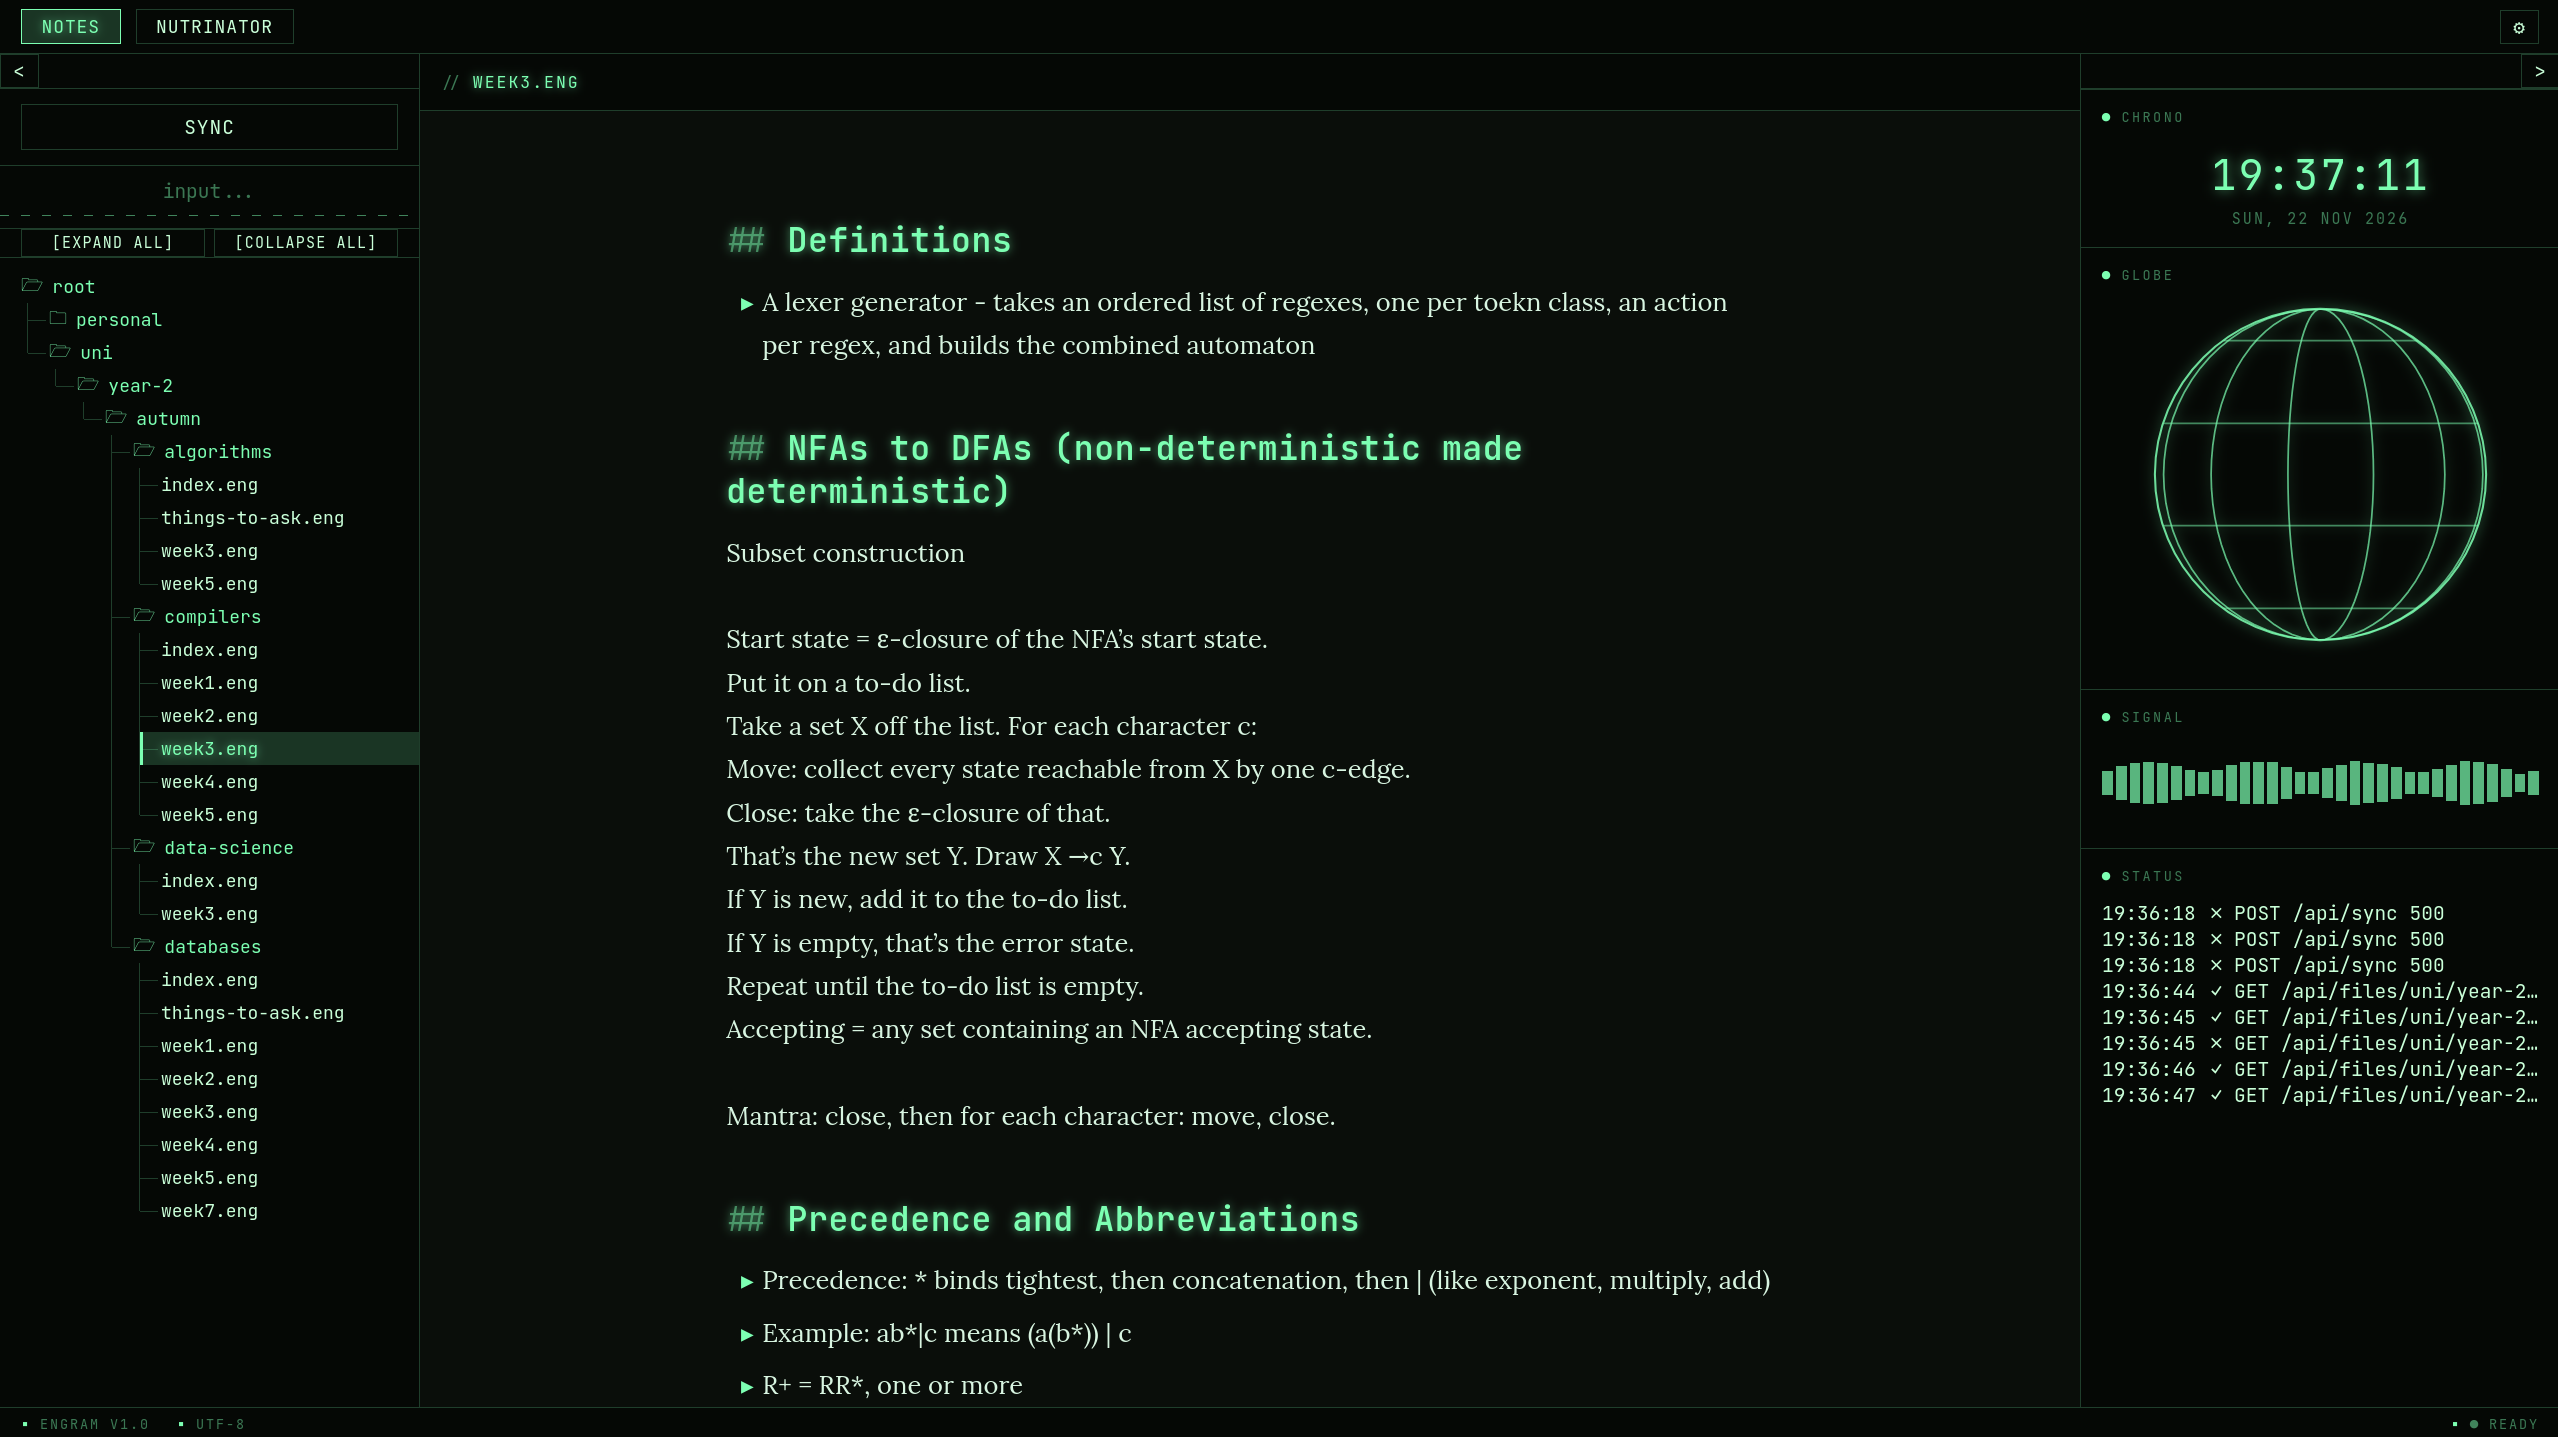 NOTES NUTRINATOR ⚙
< >
SYNC
input...
[EXPAND ALL] [COLLAPSE ALL]
root
personal
uni
year-2
autumn
algorithms
index.eng
things-to-ask.eng
week3.eng
week5.eng
compilers
index.eng
week1.eng
week2.eng
week3.eng
week4.eng
week5.eng
data-science
index.eng
week3.eng
databases
index.eng
things-to-ask.eng
week1.eng
week2.eng
week3.eng
week4.eng
week5.eng
week7.eng
// WEEK3.ENG
## Definitions
▸ A lexer generator - takes an ordered list of regexes, one per toekn class, an action
per regex, and builds the combined automaton
## NFAs to DFAs (non-deterministic made
deterministic)
Subset construction
Start state = ε-closure of the NFA’s start state.
Put it on a to-do list.
Take a set X off the list. For each character c:
Move: collect every state reachable from X by one c-edge.
Close: take the ε-closure of that.
That’s the new set Y. Draw X →c Y.
If Y is new, add it to the to-do list.
If Y is empty, that’s the error state.
Repeat until the to-do list is empty.
Accepting = any set containing an NFA accepting state.
Mantra: close, then for each character: move, close.
## Precedence and Abbreviations
▸ Precedence: * binds tightest, then concatenation, then | (like exponent, multiply, add)
▸ Example: ab*|c means (a(b*)) | c
▸ R+ = RR*, one or more
CHRONO
19:37:11
SUN, 22 NOV 2026
GLOBE
SIGNAL
STATUS
19:36:18 × POST /api/sync 500
19:36:18 × POST /api/sync 500
19:36:18 × POST /api/sync 500
19:36:44 ✓ GET /api/files/uni/year-2…
19:36:45 ✓ GET /api/files/uni/year-2…
19:36:45 × GET /api/files/uni/year-2…
19:36:46 ✓ GET /api/files/uni/year-2…
19:36:47 ✓ GET /api/files/uni/year-2…
ENGRAM V1.0 UTF-8 READY